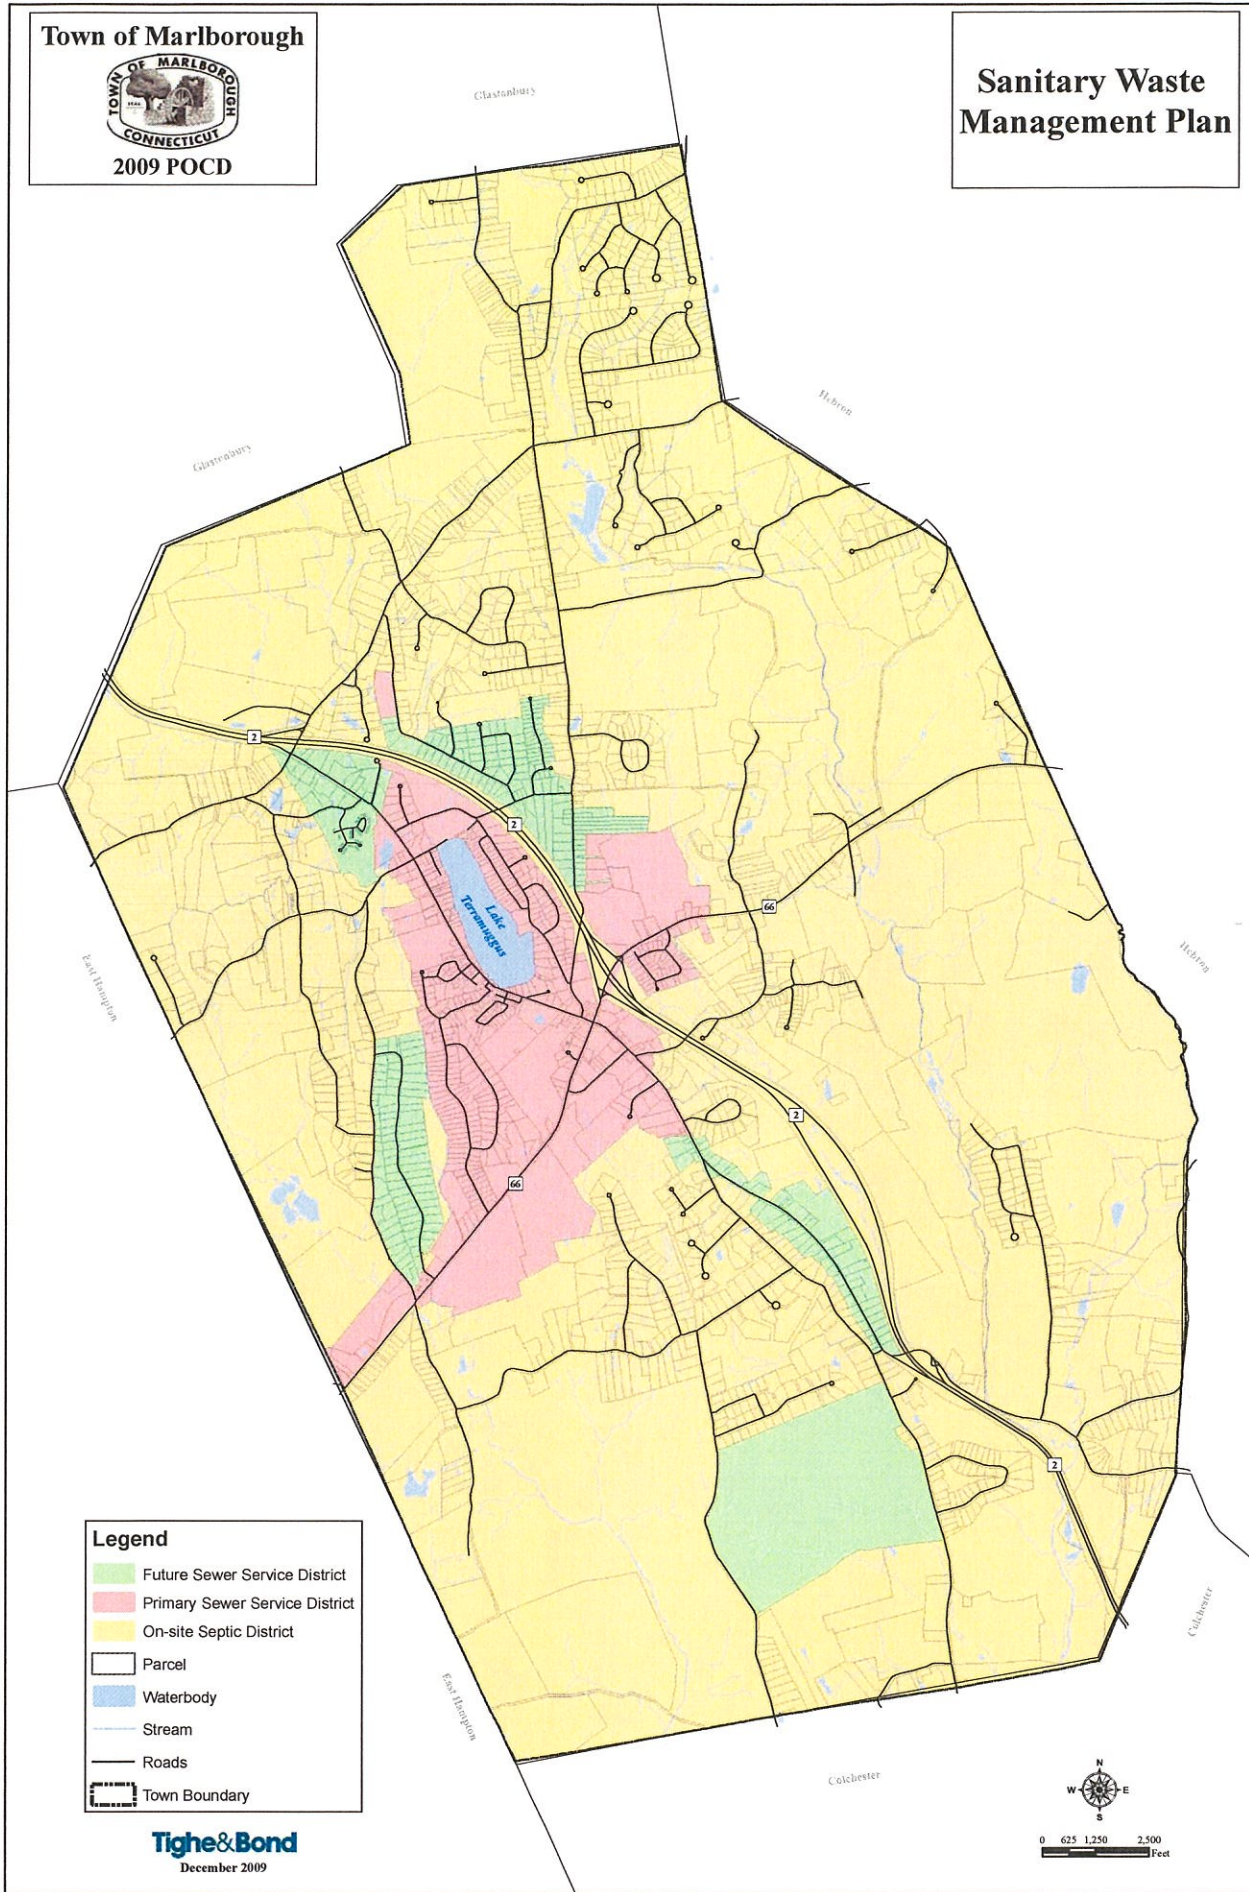 Town of Marlborough
TOWN OF MARLBOROUGH
CONNECTICUT
2009 POCD
Sanitary Waste
Management Plan
Glastonbury
Hebron
Glastonbury
2
2
66
Lake
Terramuggus
Hebron
East Hampton
2
66
2
Legend
Future Sewer Service District
Primary Sewer Service District
On-site Septic District
Parcel
Waterbody
Stream
Roads
Town Boundary
Colchester
East Hampton
Colchester
Tighe&Bond
December 2009
N
W E
S
0 625 1,250 2,500
Feet